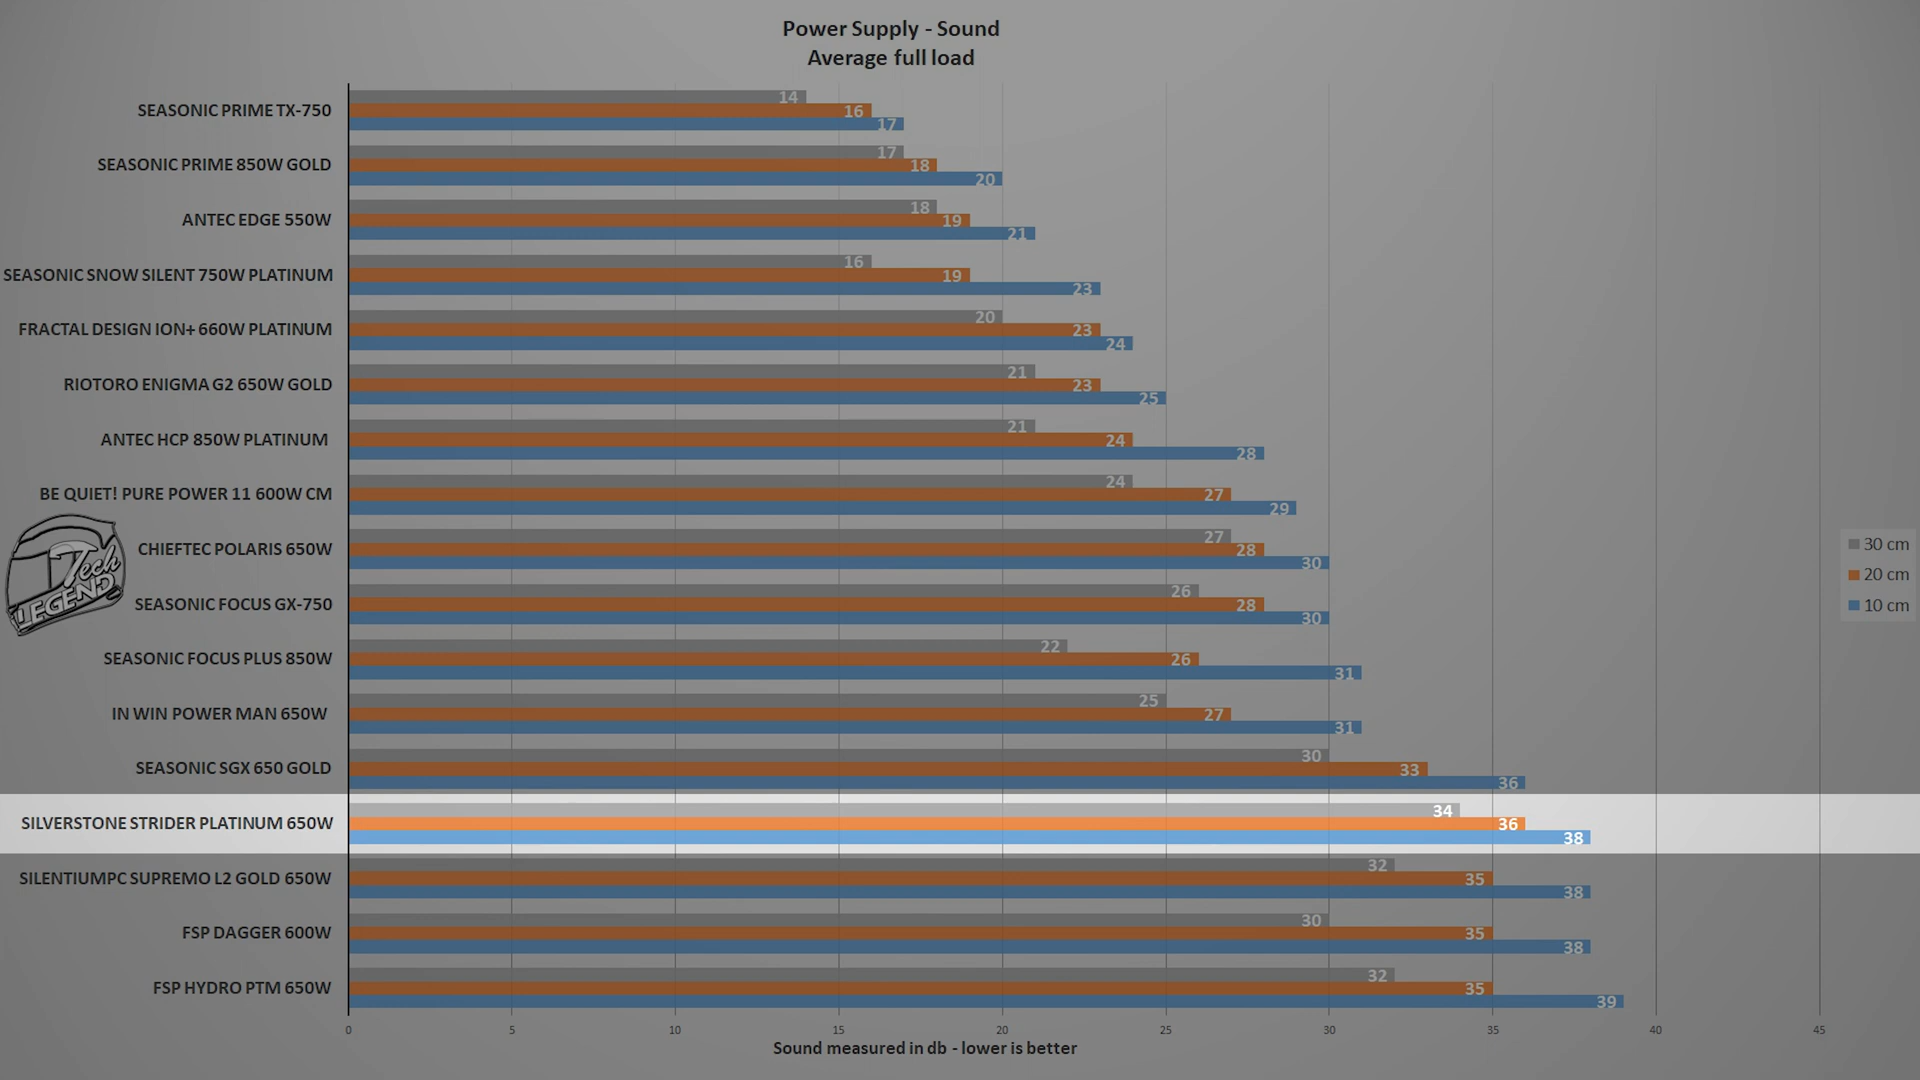 Power Supply - Sound
Average full load
SEASONIC PRIME TX-750
14
16
17
SEASONIC PRIME 850W GOLD
17
18
20
ANTEC EDGE 550W
18
19
21
SEASONIC SNOW SILENT 750W PLATINUM
16
19
23
FRACTAL DESIGN ION+ 660W PLATINUM
20
23
24
RIOTORO ENIGMA G2 650W GOLD
21
23
25
ANTEC HCP 850W PLATINUM
21
24
28
BE QUIET! PURE POWER 11 600W CM
24
27
29
CHIEFTEC POLARIS 650W
27
28
30
SEASONIC FOCUS GX-750
26
28
30
SEASONIC FOCUS PLUS 850W
22
26
31
IN WIN POWER MAN 650W
25
27
31
SEASONIC SGX 650 GOLD
30
33
36
SILVERSTONE STRIDER PLATINUM 650W
34
36
38
SILENTIUMPC SUPREMO L2 GOLD 650W
32
35
38
FSP DAGGER 600W
30
35
38
FSP HYDRO PTM 650W
32
35
39
0 5 10 15 20 25 30 35 40 45
Sound measured in db - lower is better
30 cm
20 cm
10 cm
Tech
LEGEND